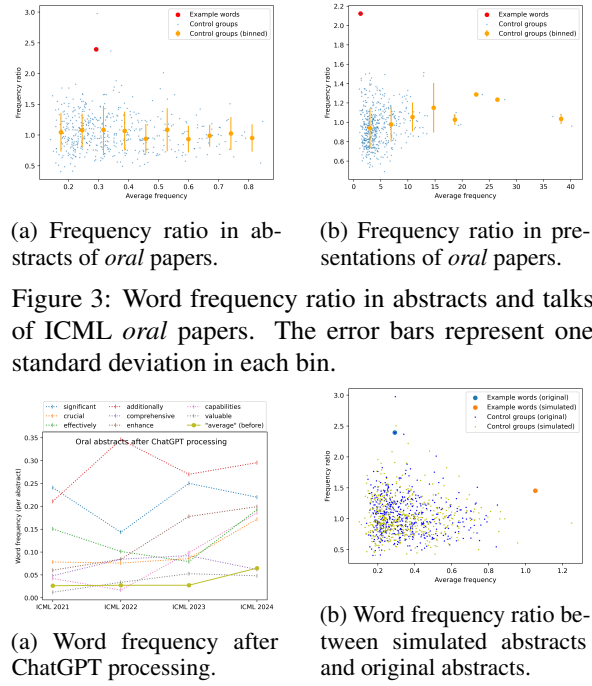 Example words
Control groups
Control groups (binned)
3.0
2.5
2.0
1.5
1.0
0.5
Frequency ratio
0.2 0.3 0.4 0.5 0.6 0.7 0.8
Average frequency
Example words
Control groups
Control groups (binned)
2.2
2.0
1.8
1.6
1.4
1.2
1.0
0.8
0.6
Frequency ratio
0 5 10 15 20 25 30 35 40
Average frequency
(a) Frequency ratio in ab-
stracts of oral papers.
(b) Frequency ratio in pre-
sentations of oral papers.
Figure 3: Word frequency ratio in abstracts and talks
of ICML oral papers. The error bars represent one
standard deviation in each bin.
significant additionally capabilities
crucial comprehensive valuable
effectively enhance "average" (before)
Oral abstracts after ChatGPT processing
0.35
0.30
0.25
0.20
0.15
0.10
0.05
0.00
Word frequency (per abstract)
ICML 2021 ICML 2022 ICML 2023 ICML 2024
Example words (original)
Example words (simulated)
Control groups (original)
Control groups (simulated)
3.0
2.5
2.0
1.5
1.0
0.5
Frequency ratio
0.2 0.4 0.6 0.8 1.0 1.2
Average frequency
(a) Word frequency after
ChatGPT processing.
(b) Word frequency ratio be-
tween simulated abstracts
and original abstracts.